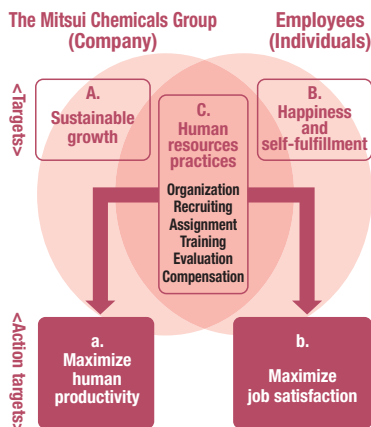 The Mitsui Chemicals Group
(Company)
Employees
(Individuals)
<Targets>
A.
Sustainable
growth
C.
Human
resources
practices
Organization
Recruiting
Assignment
Training
Evaluation
Compensation
B.
Happiness
and
self-fulfillment
<Action targets>
a.
Maximize
human
productivity
b.
Maximize
job satisfaction